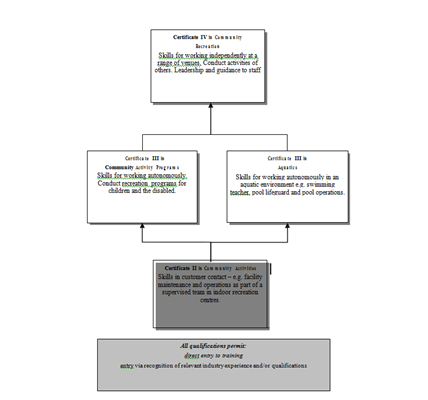 Certificate IV in Community
Recreation
Skills for working independently at a
range of venues. Conduct activities of
others. Leadership and guidance to staff
Certificate III in
Community Activity Programs
Skills for working autonomously.
Conduct recreation programs for
children and the disabled.
Certificate III in
Aquatics
Skills for working autonomously in an
aquatic environment e.g. swimming
teacher, pool lifeguard and pool operations.
Certificate II in Community Activities
Skills in customer contact – e.g. facility
maintenance and operations as part of a
supervised team in indoor recreation
centres
All qualifications permit:
direct entry to training
entry via recognition of relevant industry experience and/or qualifications